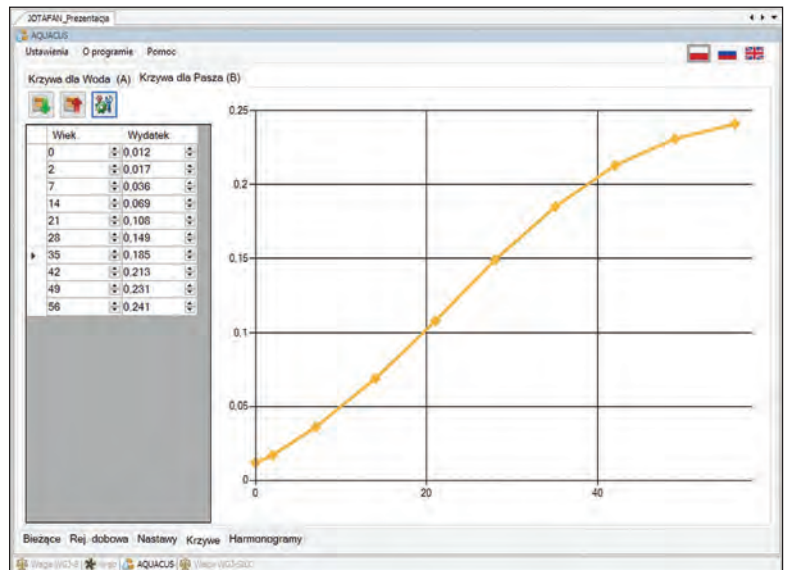 JOTAFAN_Prezentacja
AQUACUS
Ustawienia O programie Pomoc
Krzywa dla Woda (A) Krzywa dla Pasza (B)
Wiek Wydatek
0 0,012
2 0,017
7 0,036
14 0,069
21 0,108
28 0,149
35 0,185
42 0,213
49 0,231
56 0,241
0,25
0,2
0,15
0,1
0,05
0
0 20 40
Bieżące Rej. dobowa Nastawy Krzywe Harmonogramy
AQUACUS